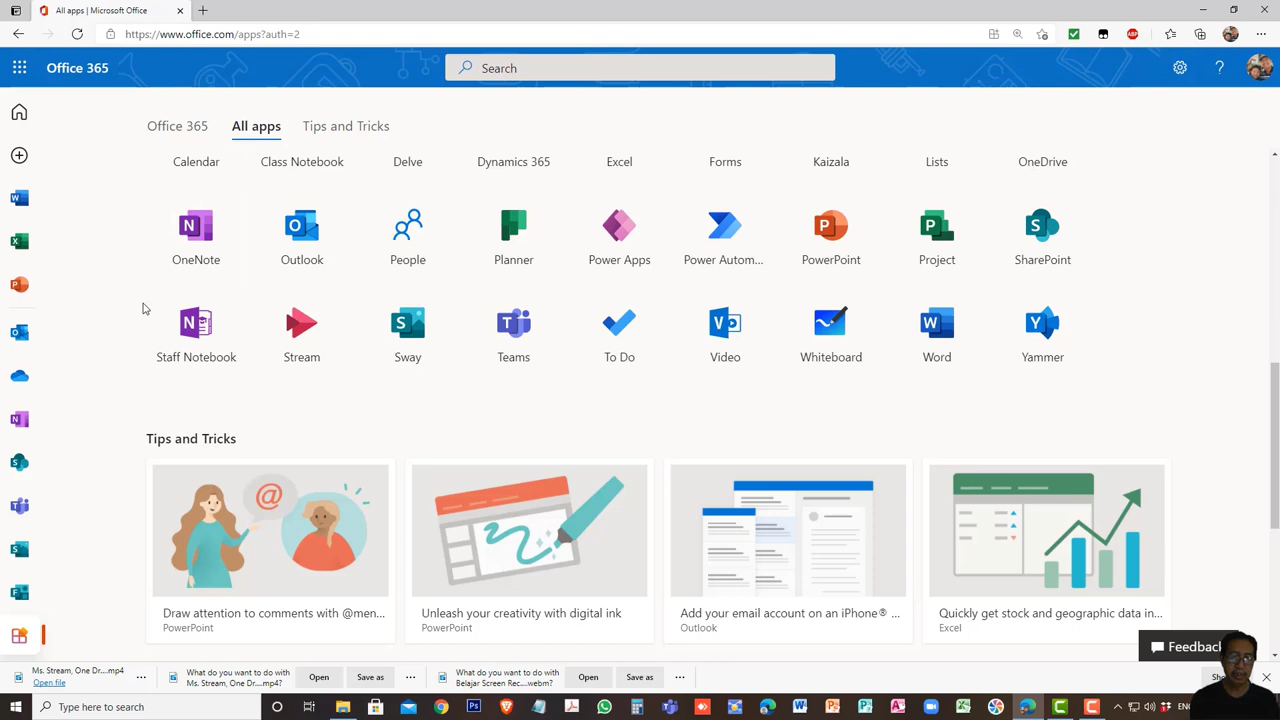 All apps | Microsoft Office
https://www.office.com/apps?auth=2
ABP
Office 365
Search
?
Office 365 All apps Tips and Tricks
Calendar Class Notebook Delve Dynamics 365 Excel Forms Kaizala Lists OneDrive
OneNote Outlook People Planner Power Apps Power Autom... PowerPoint Project SharePoint
Staff Notebook Stream Sway Teams To Do Video Whiteboard Word Yammer
Tips and Tricks
Draw attention to comments with @men...
PowerPoint
Unleash your creativity with digital ink
PowerPoint
Add your email account on an iPhone® ...
Outlook
Quickly get stock and geographic data in...
Excel
Feedback
Ms. Stream, One Dr....mp4
Open file
What do you want to do with
Ms. Stream, One Dr....mp4?
Open
Save as
What do you want to do with
Belajar Screen Rec....webm?
Open
Save as
Type here to search